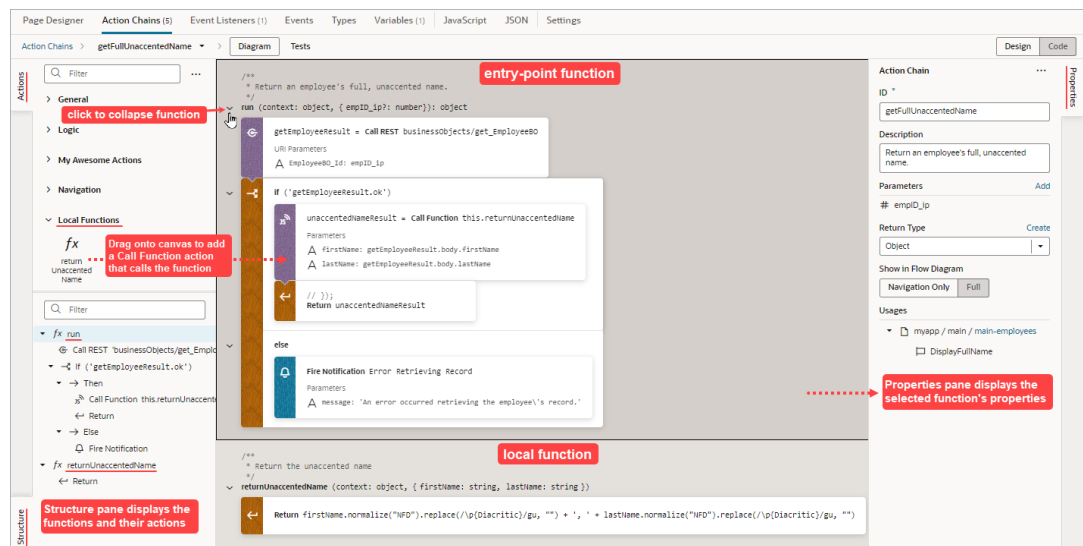 Page Designer Action Chains (5) Event Listeners (1) Events Types Variables (1) JavaScript JSON Settings
Action Chains > getFullUnaccentedName > Diagram Tests Design Code
Actions
Filter ...
General
click to collapse function
Logic
My Awesome Actions
Navigation
Local Functions
fx
return
Unaccented
Name
Drag onto canvas to add
a Call Function action
that calls the function
Filter
fx run
Call REST 'businessObjects/get_Emplo
If ('getEmployeeResult.ok')
Then
Call Function this.returnUnaccente
Return
Else
Fire Notification
fx returnUnaccentedName
Return
Structure pane displays the
functions and their actions
Structure
entry-point function
/**
* Return an employee's full, unaccented name.
*/
run (context: object, { empID_ip?: number}): object
getEmployeeResult = Call REST businessObjects/get_EmployeeBO
URI Parameters
A EmployeeBO_Id: empID_ip
if ('getEmployeeResult.ok')
unaccentedNameResult = Call Function this.returnUnaccentedName
Parameters
A firstName: getEmployeeResult.body.firstName
A lastName: getEmployeeResult.body.lastName
// });
Return unaccentedNameResult
else
Fire Notification Error Retrieving Record
Parameters
A message: 'An error occurred retrieving the employee\'s record.'
local function
/**
* Return the unaccented name
*/
returnUnaccentedName (context: object, { firstName: string, lastName: string })
Return firstName.normalize("NFD").replace(/\p{Diacritic}/gu, "") + ', ' + lastName.normalize("NFD").replace(/\p{Diacritic}/gu, "")
Action Chain ...
Properties
ID *
getFullUnaccentedName
Description
Return an employee's full, unaccented
name.
Parameters Add
# empID_ip
Return Type Create
Object
Show in Flow Diagram
Navigation Only Full
Usages
myapp / main / main-employees
DisplayFullName
Properties pane displays the
selected function's properties